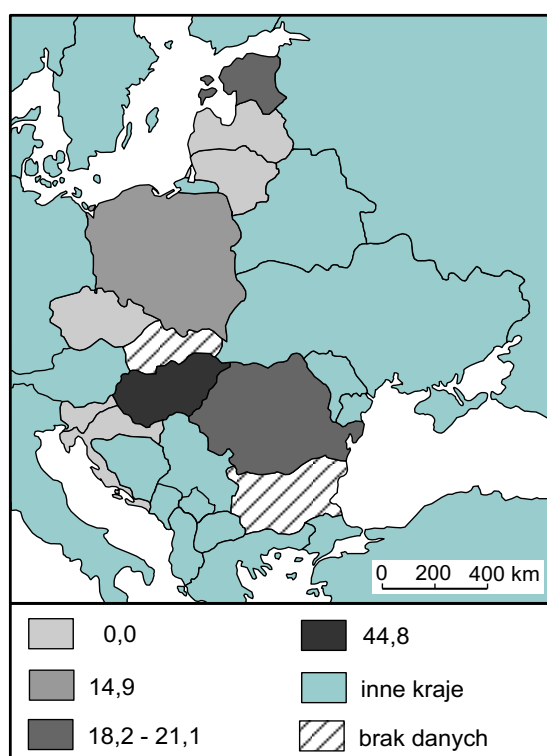 0 200 400 km
0,0
44,8
14,9
inne kraje
18,2 - 21,1
brak danych